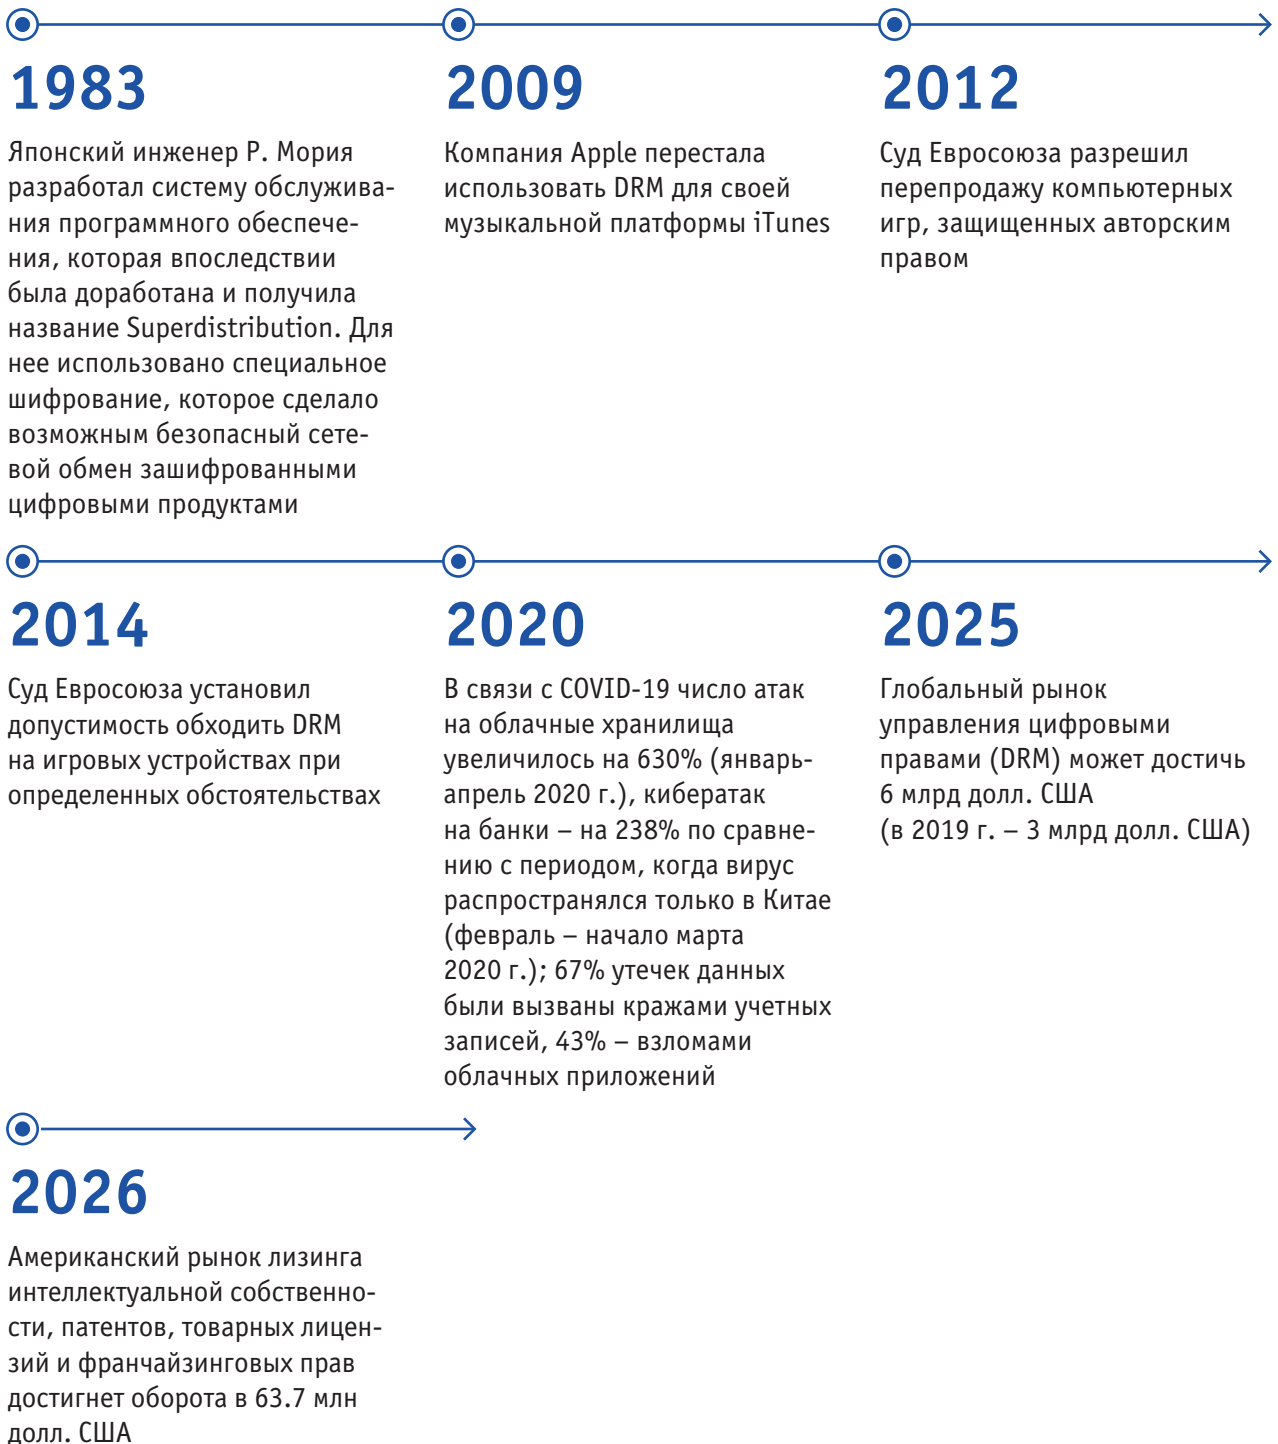 1983
Японский инженер Р. Мория
разработал систему обслужива-
ния программного обеспече-
ния, которая впоследствии
была доработана и получила
название Superdistribution. Для
нее использовано специальное
шифрование, которое сделало
возможным безопасный сете-
вой обмен зашифрованными
цифровыми продуктами
2009
Компания Apple перестала
использовать DRM для своей
музыкальной платформы iTunes
2012
Суд Евросоюза разрешил
перепродажу компьютерных
игр, защищенных авторским
правом
2014
Суд Евросоюза установил
допустимость обходить DRM
на игровых устройствах при
определенных обстоятельствах
2020
В связи с COVID-19 число атак
на облачные хранилища
увеличилось на 630% (январь-
апрель 2020 г.), кибератак
на банки – на 238% по сравне-
нию с периодом, когда вирус
распространялся только в Китае
(февраль – начало марта
2020 г.); 67% утечек данных
были вызваны кражами учетных
записей, 43% – взломами
облачных приложений
2025
Глобальный рынок
управления цифровыми
правами (DRM) может достичь
6 млрд долл. США
(в 2019 г. – 3 млрд долл. США)
2026
Американский рынок лизинга
интеллектуальной собственно-
сти, патентов, товарных лицен-
зий и франчайзинговых прав
достигнет оборота в 63.7 млн
долл. США